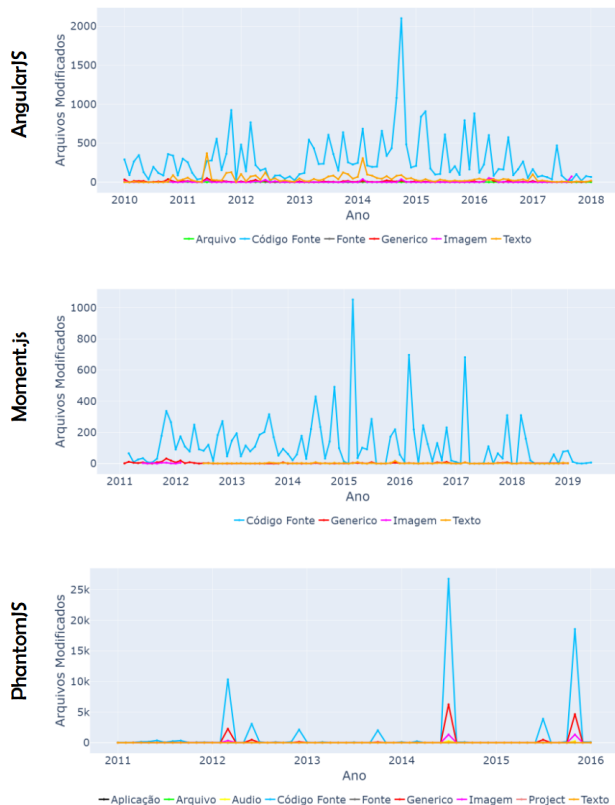 AngularJS
Arquivos Modificados
2000
1500
1000
500
0
2010 2011 2012 2013 2014 2015 2016 2017 2018
Ano
Arquivo Código Fonte Fonte Generico Imagem Texto
Moment.js
Arquivos Modificados
1000
800
600
400
200
0
2011 2012 2013 2014 2015 2016 2017 2018 2019
Ano
Código Fonte Generico Imagem Texto
PhantomJS
Arquivos Modificados
25k
20k
15k
10k
5k
0
2011 2012 2013 2014 2015 2016
Ano
Aplicação Arquivo Audio Código Fonte Fonte Generico Imagem Project Texto